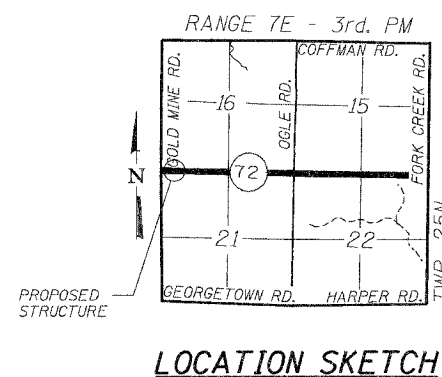 RANGE 7E - 3rd. PM
COFFMAN RD.
GOLD MINE RD.
OGLE RD.
FORK CREEK RD.
16
15
N
72
21
22
TWP. 25N
PROPOSED
STRUCTURE
GEORGETOWN RD.
HARPER RD.
LOCATION SKETCH